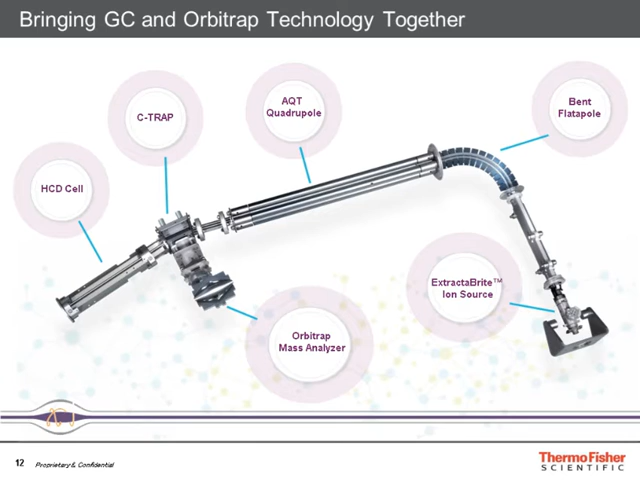 Bringing GC and Orbitrap Technology Together
AQT
Quadrupole
Bent
Flatapole
C-TRAP
HCD Cell
ExtractaBrite™
Ion Source
Orbitrap
Mass Analyzer
12 Proprietary & Confidential
ThermoFisher
SCIENTIFIC